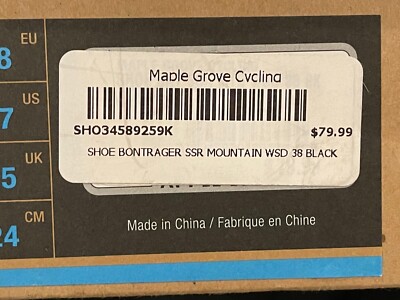 EU
8
US
7
UK
5
CM
24
Maple Grove Cycling
SHO34589259K
$79.99
SHOE BONTRAGER SSR MOUNTAIN WSD 38 BLACK
Made in China / Fabrique en Chine